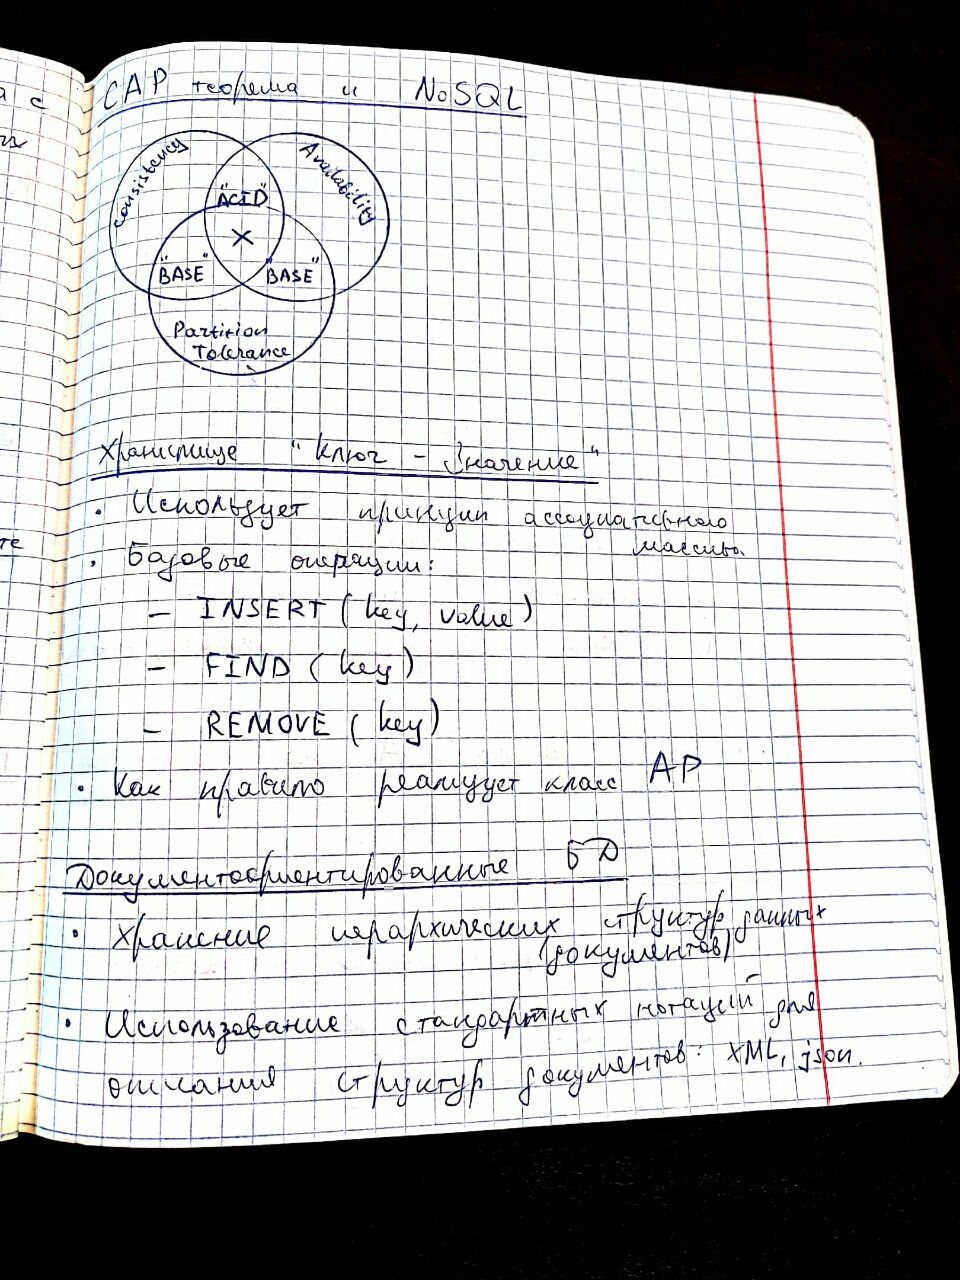 а с
CAP теорема и NoSQL
Consistency
Availability
"ACID"
"BASE"
"BASE"
Partition
Tolerance
Хранилище "Ключ - Значение"
• Использует принцип ассоциативного
массива.
• Базовые операции:
те
– INSERT (key, value)
– FIND (key)
– REMOVE (key)
• Как правило реализует класс AP
Документоориентированные БД
• Хранение иерархических структур данных
(документов)
• Использование стандартных нотаций для
описания структур документов: XML, json.